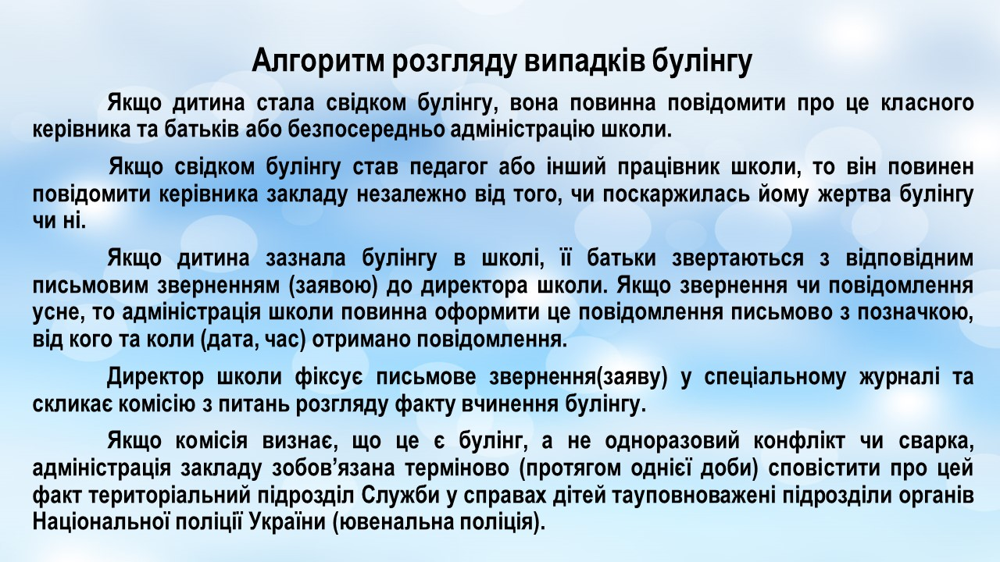 Алгоритм розгляду випадків булінгу
Якщо дитина стала свідком булінгу, вона повинна повідомити про це класного
керівника та батьків або безпосередньо адміністрацію школи.
Якщо свідком булінгу став педагог або інший працівник школи, то він повинен
повідомити керівника закладу незалежно від того, чи поскаржилась йому жертва булінгу
чи ні.
Якщо дитина зазнала булінгу в школі, її батьки звертаються з відповідним
письмовим зверненням (заявою) до директора школи. Якщо звернення чи повідомлення
усне, то адміністрація школи повинна оформити це повідомлення письмово з позначкою,
від кого та коли (дата, час) отримано повідомлення.
Директор школи фіксує письмове звернення(заяву) у спеціальному журналі та
скликає комісію з питань розгляду факту вчинення булінгу.
Якщо комісія визнає, що це є булінг, а не одноразовий конфлікт чи сварка,
адміністрація закладу зобов’язана терміново (протягом однієї доби) сповістити про цей
факт територіальний підрозділ Служби у справах дітей тауповноважені підрозділи органів
Національної поліції України (ювенальна поліція).